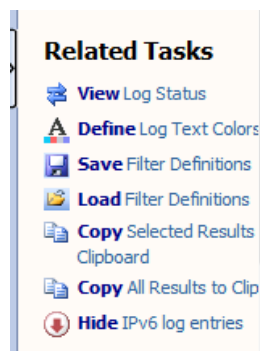 Related Tasks
View Log Status
Define Log Text Colors
Save Filter Definitions
Load Filter Definitions
Copy Selected Results
Clipboard
Copy All Results to Clip
Hide IPv6 log entries